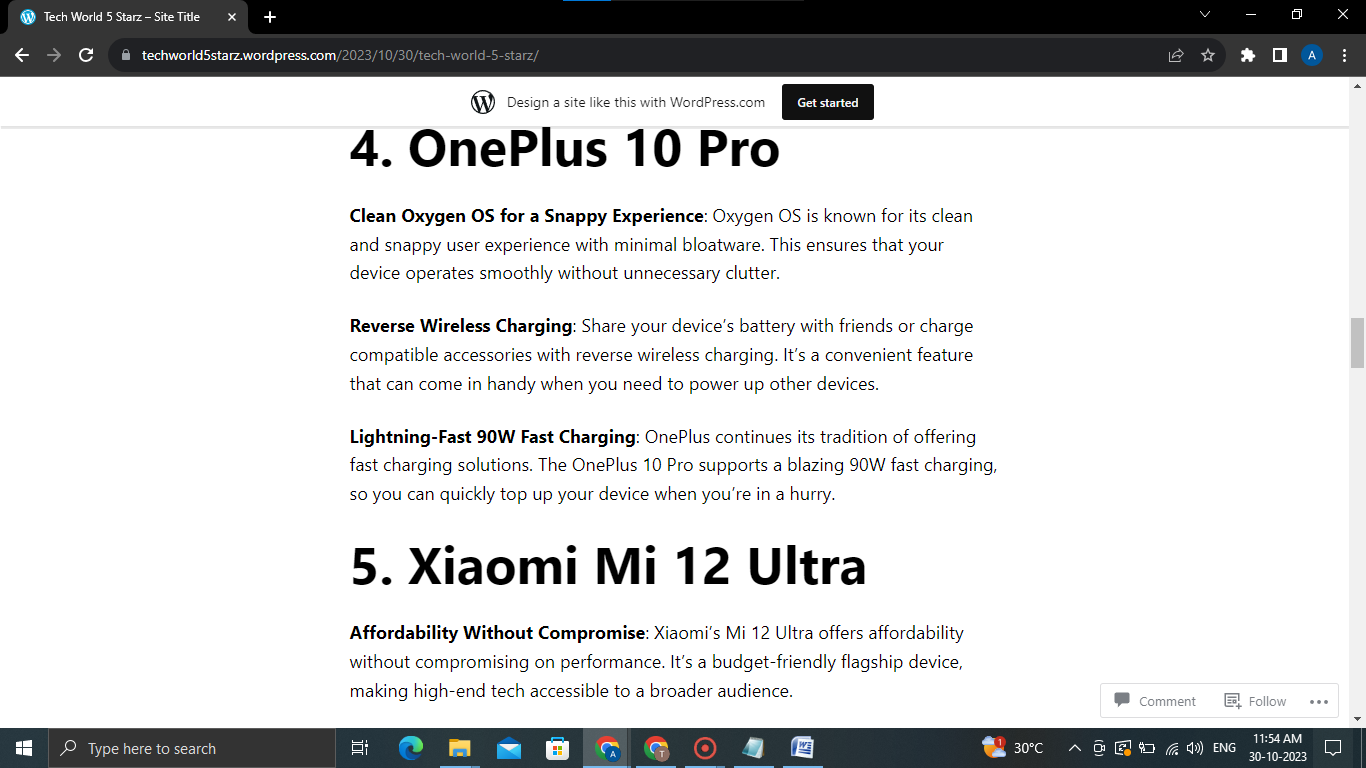 Tech World 5 Starz – Site Title
techworld5starz.wordpress.com/2023/10/30/tech-world-5-starz/
A
Design a site like this with WordPress.com
Get started
4. OnePlus 10 Pro
Clean Oxygen OS for a Snappy Experience: Oxygen OS is known for its clean
and snappy user experience with minimal bloatware. This ensures that your
device operates smoothly without unnecessary clutter.
Reverse Wireless Charging: Share your device’s battery with friends or charge
compatible accessories with reverse wireless charging. It’s a convenient feature
that can come in handy when you need to power up other devices.
Lightning-Fast 90W Fast Charging: OnePlus continues its tradition of offering
fast charging solutions. The OnePlus 10 Pro supports a blazing 90W fast charging,
so you can quickly top up your device when you’re in a hurry.
5. Xiaomi Mi 12 Ultra
Affordability Without Compromise: Xiaomi’s Mi 12 Ultra offers affordability
without compromising on performance. It’s a budget-friendly flagship device,
making high-end tech accessible to a broader audience.
Comment
Follow
Type here to search
A
T
1
30°C
ENG
11:54 AM
30-10-2023